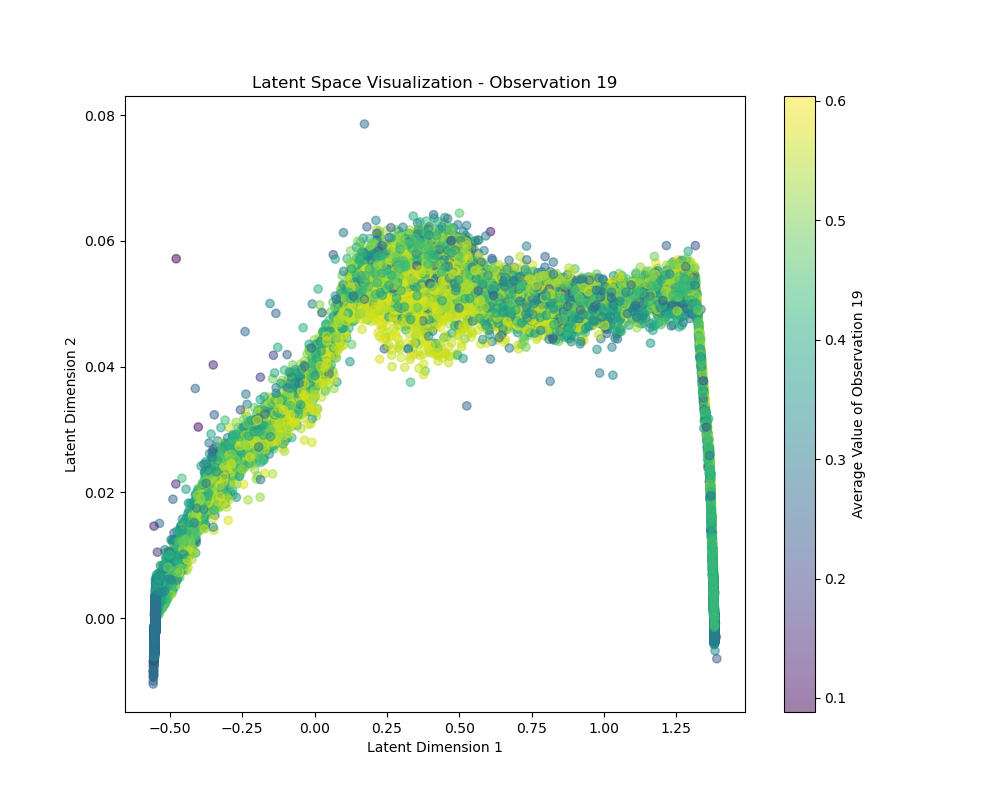 Latent Space Visualization - Observation 19
0.08
0.06
0.04
0.02
0.00
Latent Dimension 2
−0.50 −0.25 0.00 0.25 0.50 0.75 1.00 1.25
Latent Dimension 1
0.6
0.5
0.4
0.3
0.2
0.1
Average Value of Observation 19